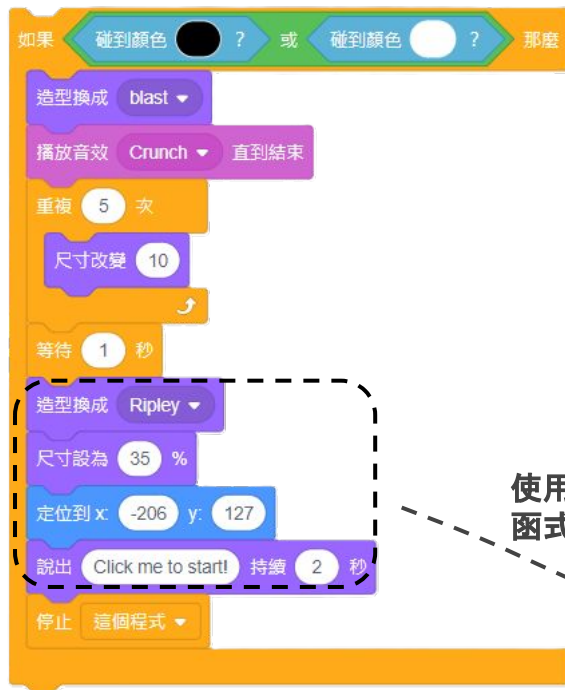 如果 碰到顏色 ? 或 碰到顏色 ? 那麼
造型換成 blast
播放音效 Crunch 直到結束
重複 5 次
尺寸改變 10
等待 1 秒
造型換成 Ripley
尺寸設為 35 %
定位到 x: -206 y: 127
使用
函式
說出 Click me to start! 持續 2 秒
停止 這個程式